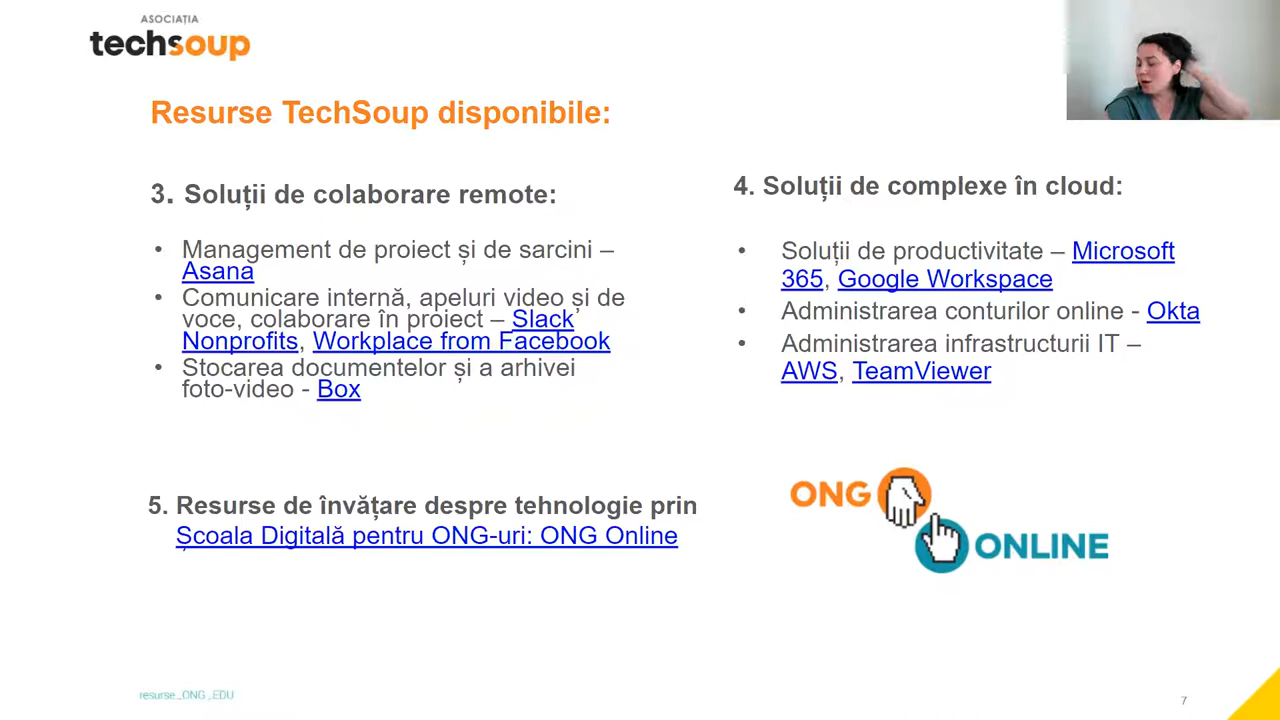 ASOCIAȚIA
techsoup
Resurse TechSoup disponibile:
3. Soluții de colaborare remote:
• Management de proiect și de sarcini –
Asana
• Comunicare internă, apeluri video și de
voce, colaborare în proiect – Slack
Nonprofits, Workplace from Facebook
• Stocarea documentelor și a arhivei
foto-video - Box
4. Soluții de complexe în cloud:
• Soluții de productivitate – Microsoft
365, Google Workspace
• Administrarea conturilor online - Okta
• Administrarea infrastructurii IT –
AWS, TeamViewer
5. Resurse de învățare despre tehnologie prin
Școala Digitală pentru ONG-uri: ONG Online
ONG
ONLINE
resurse_ONG_EDU
7